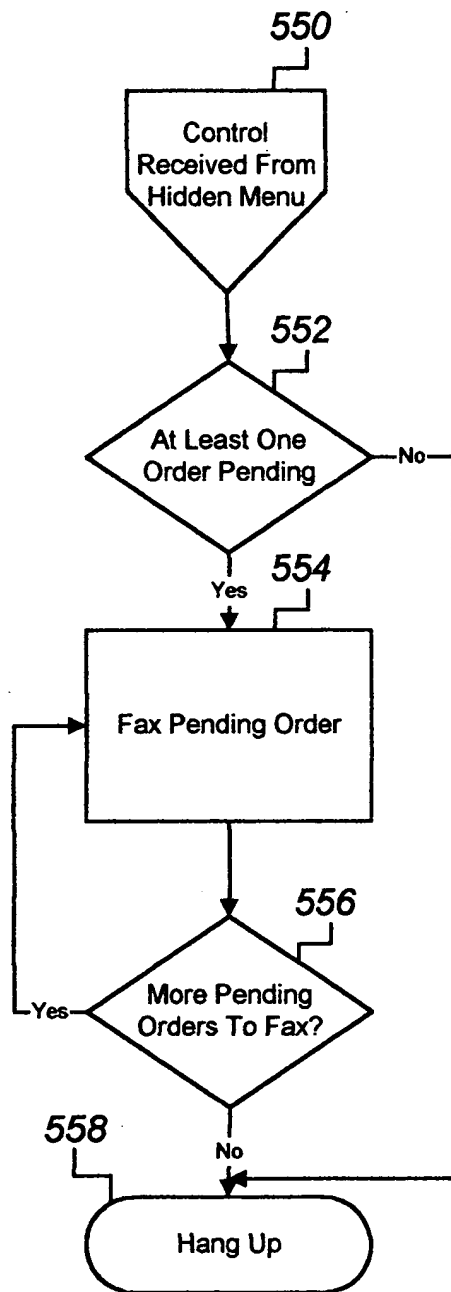 550
Control
Received From
Hidden Menu
552
At Least One
Order Pending
No
Yes
554
Fax Pending Order
556
More Pending
Orders To Fax?
Yes
No
558
Hang Up